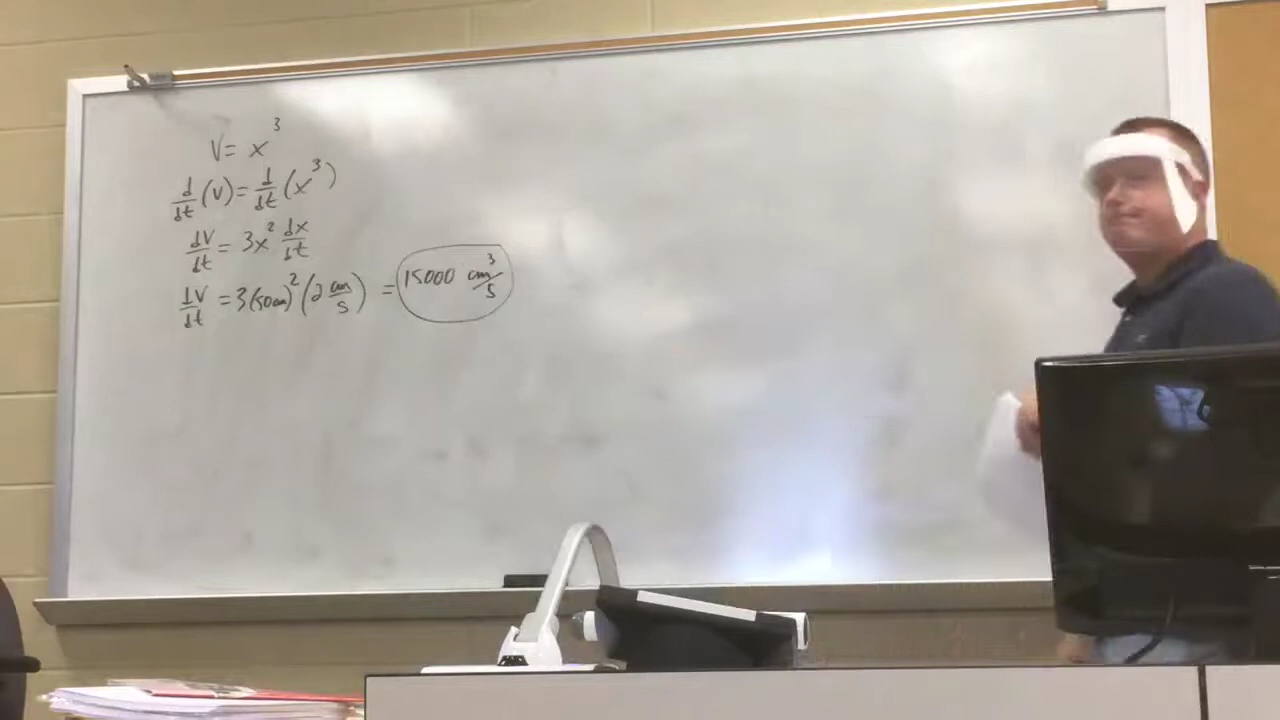 V = x³
d/dt (V) = d/dt (x³)
dV/dt = 3x² dx/dt
dV/dt = 3(50cm)² (2 cm/s) = 15000 cm³/s